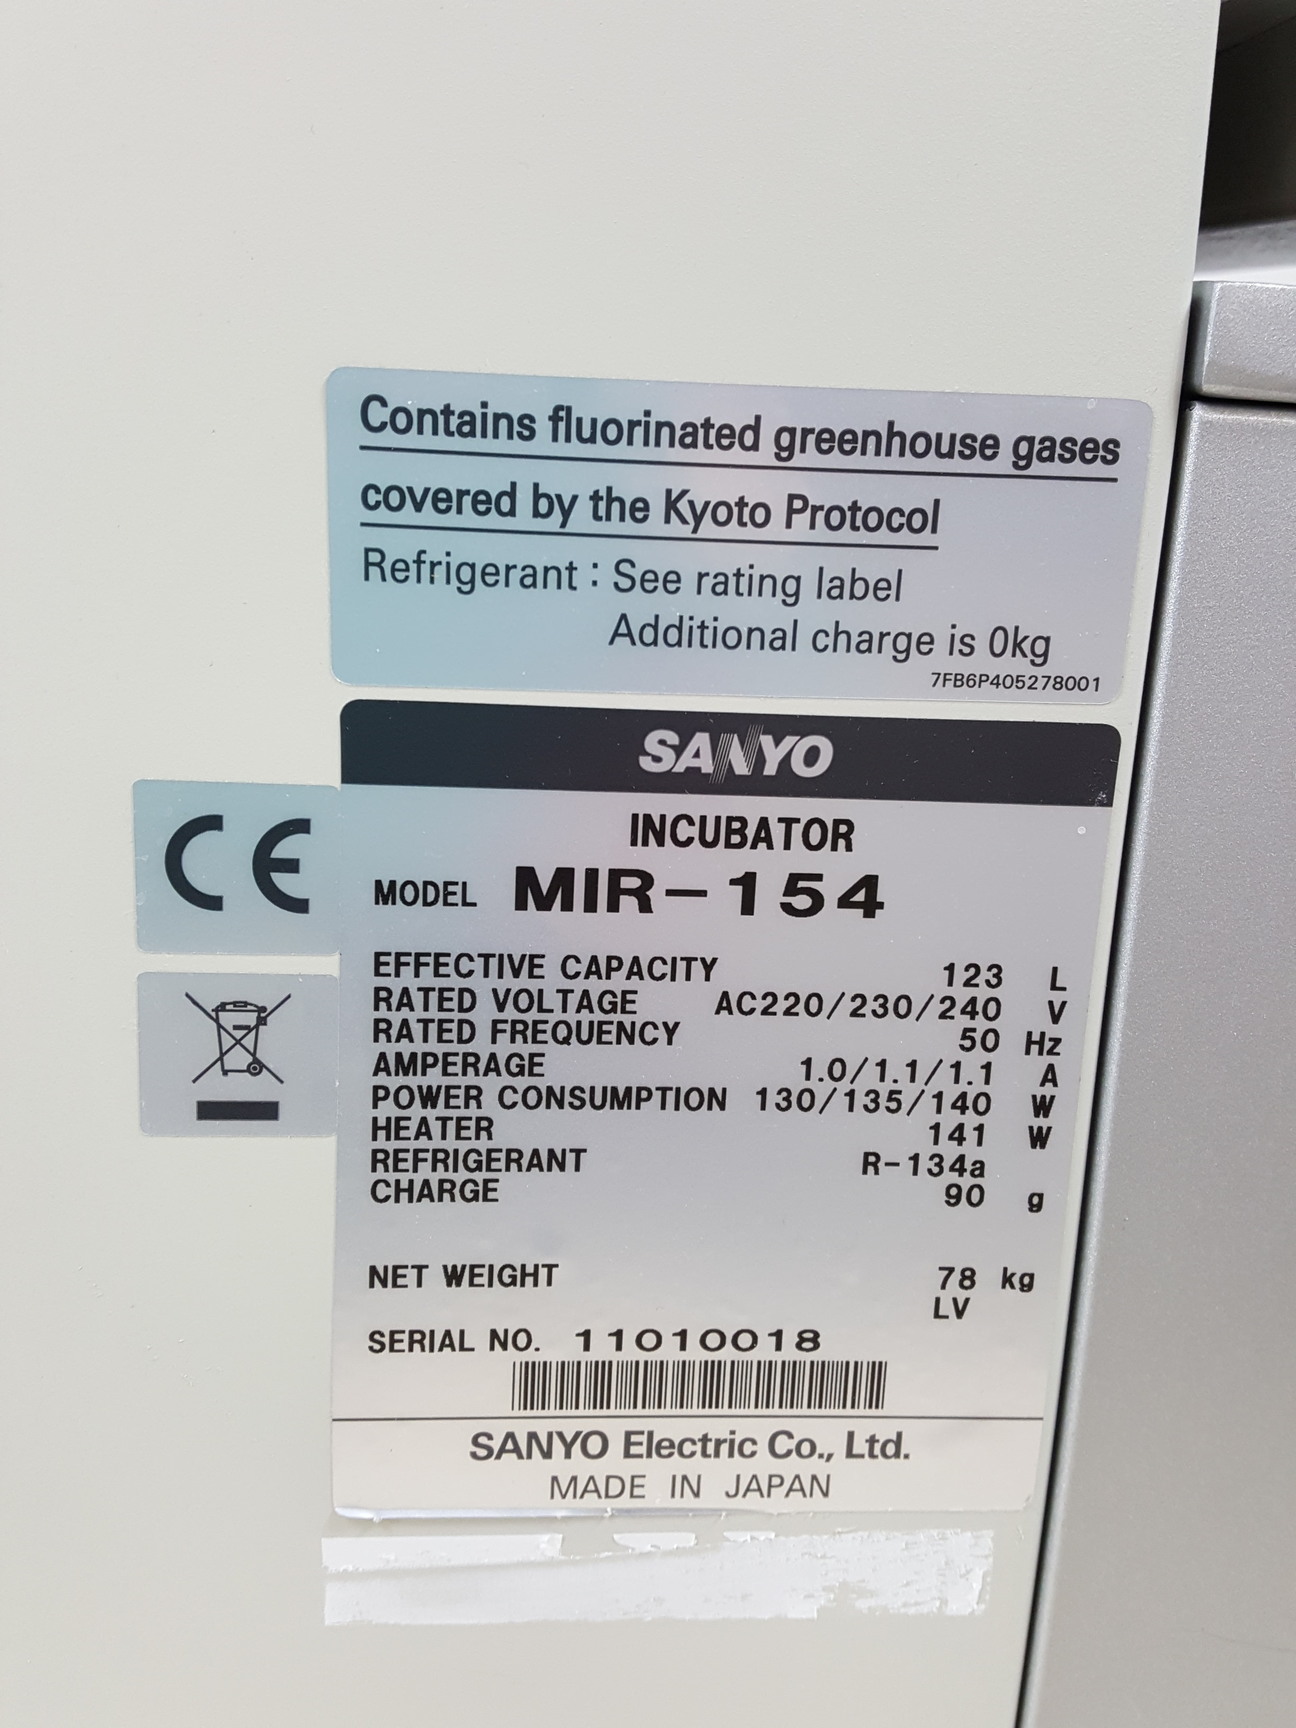 Contains fluorinated greenhouse gases
covered by the Kyoto Protocol
Refrigerant : See rating label
Additional charge is 0kg
7FB6P405278001
SANYO
CE
INCUBATOR
MODEL MIR-154
EFFECTIVE CAPACITY 123 L
RATED VOLTAGE AC220/230/240 V
RATED FREQUENCY 50 Hz
AMPERAGE 1.0/1.1/1.1 A
POWER CONSUMPTION 130/135/140 W
HEATER 141 W
REFRIGERANT R-134a
CHARGE 90 g
NET WEIGHT 78 kg
LV
SERIAL NO. 11010018
SANYO Electric Co., Ltd.
MADE IN JAPAN